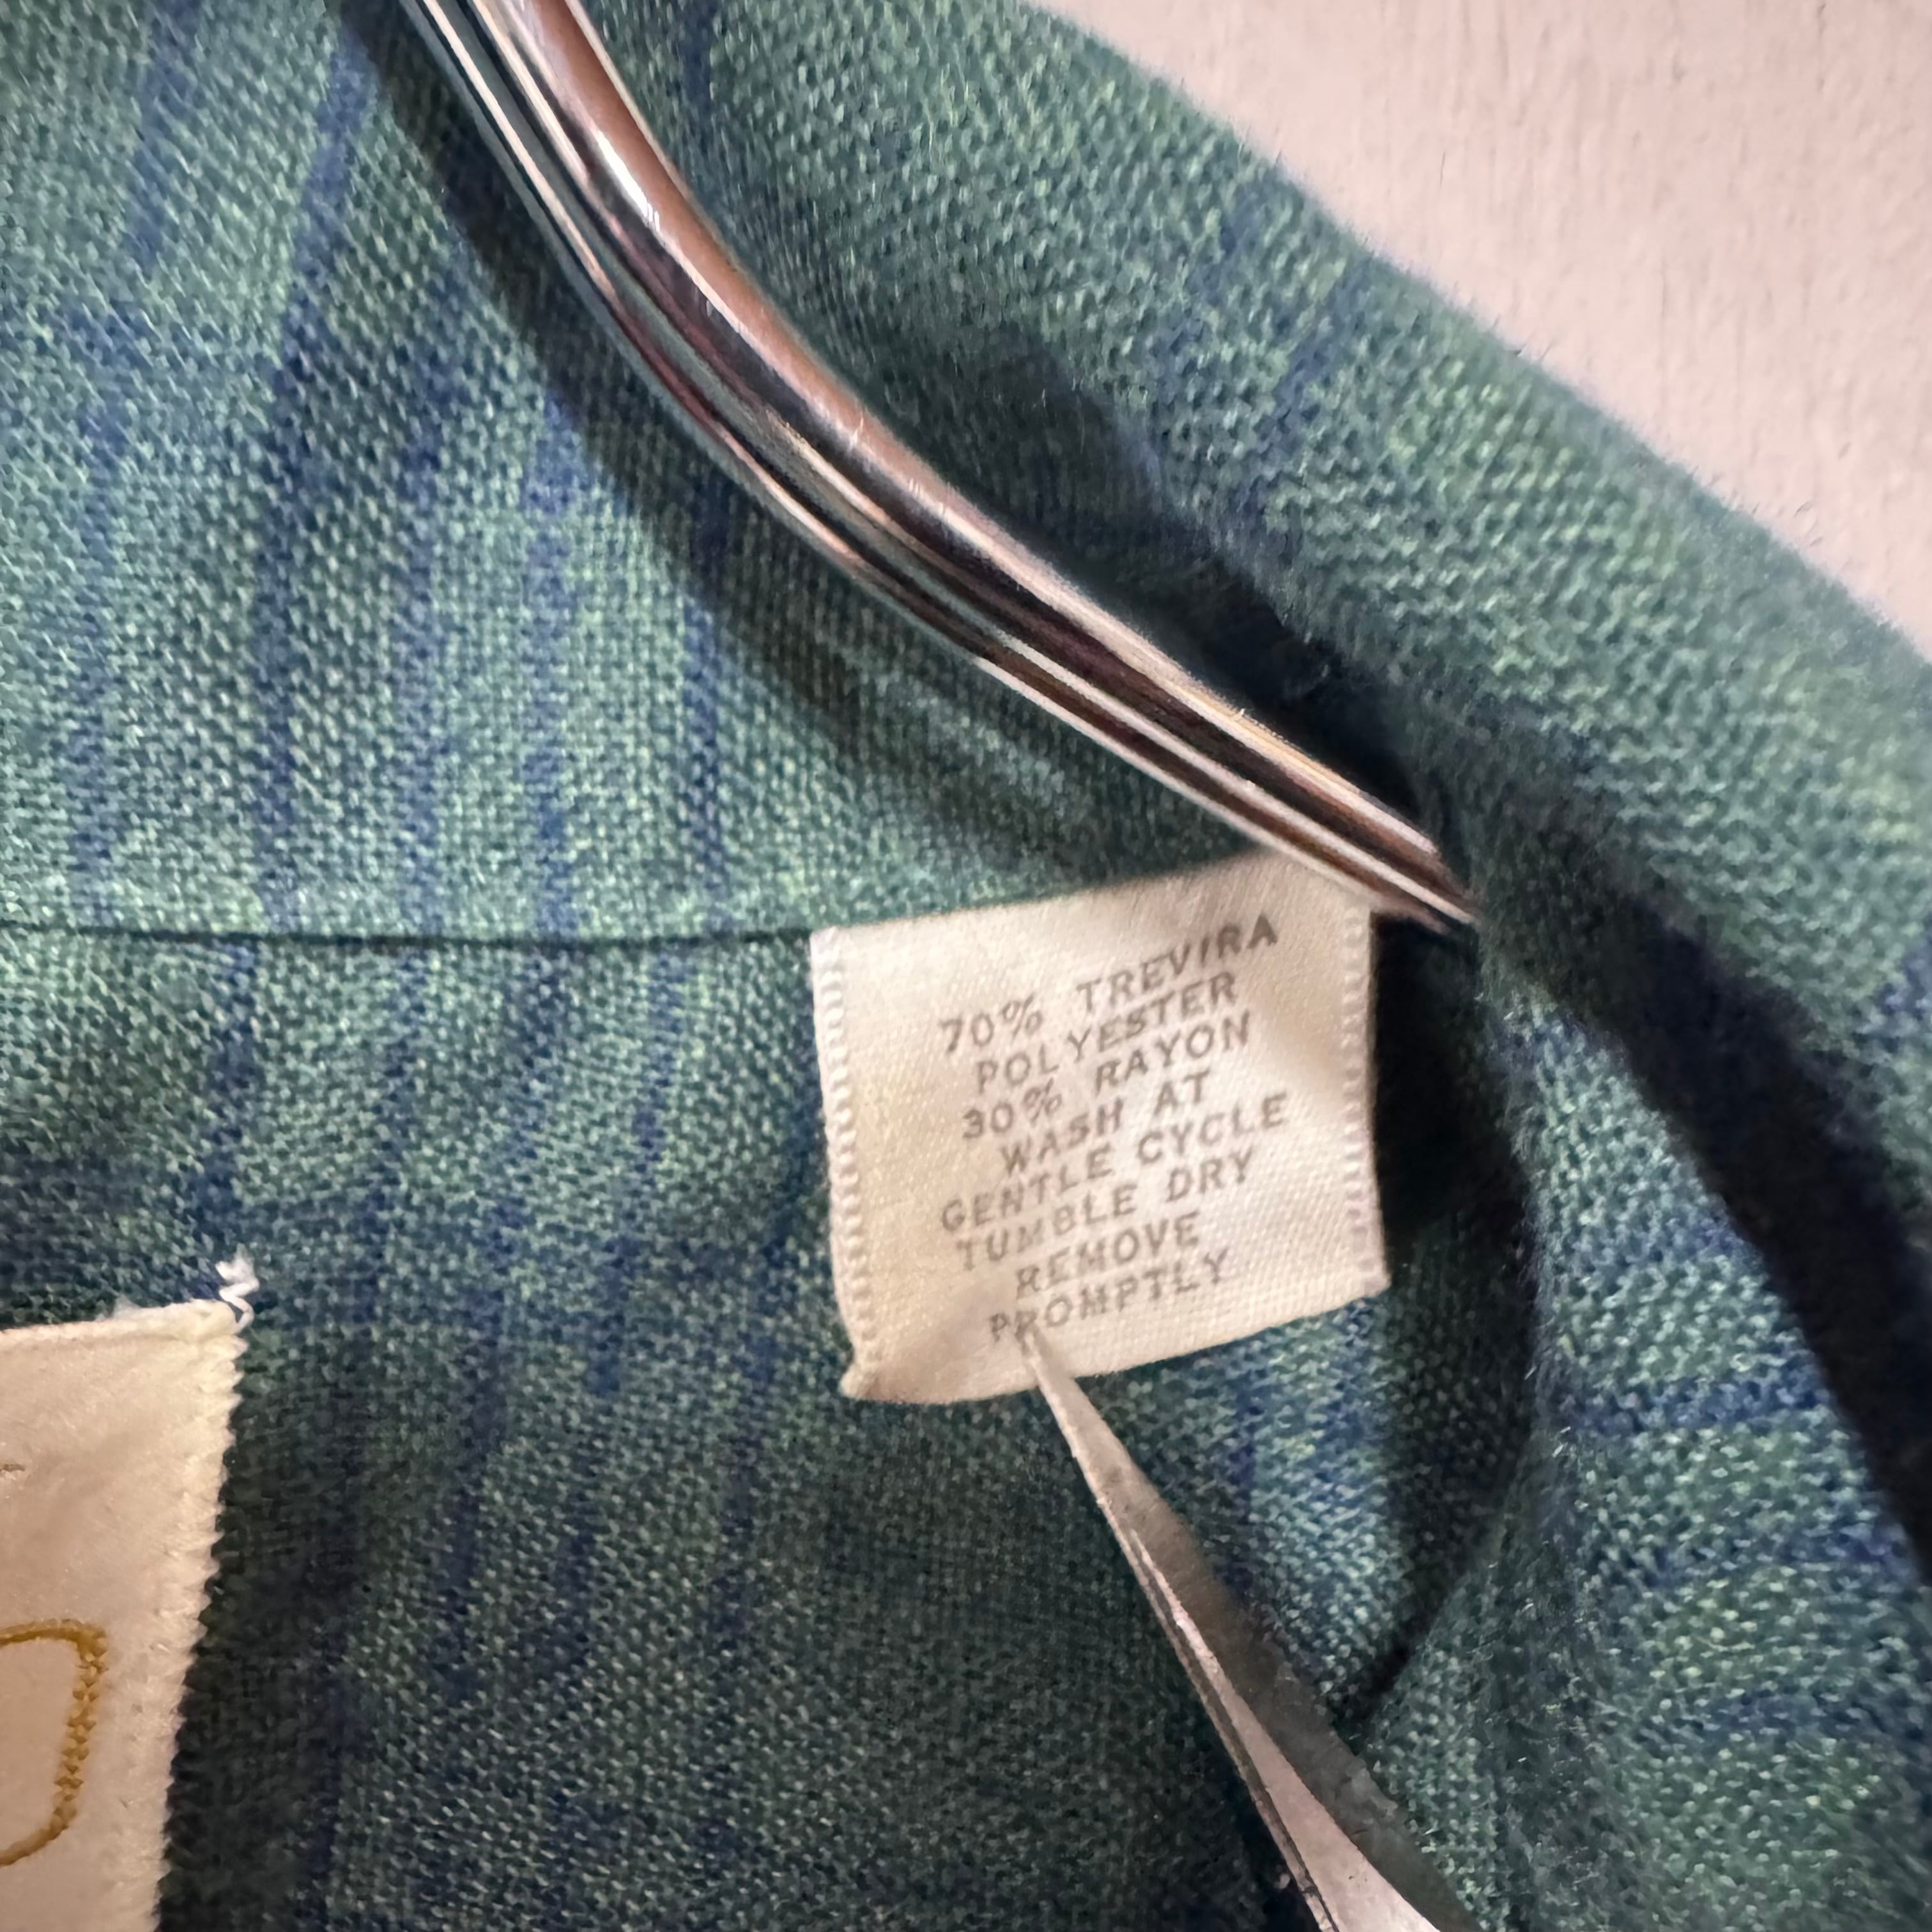 70% TREVIRA
POLYESTER
30% RAYON
WASH AT
GENTLE CYCLE
TUMBLE DRY
REMOVE
PROMPTLY